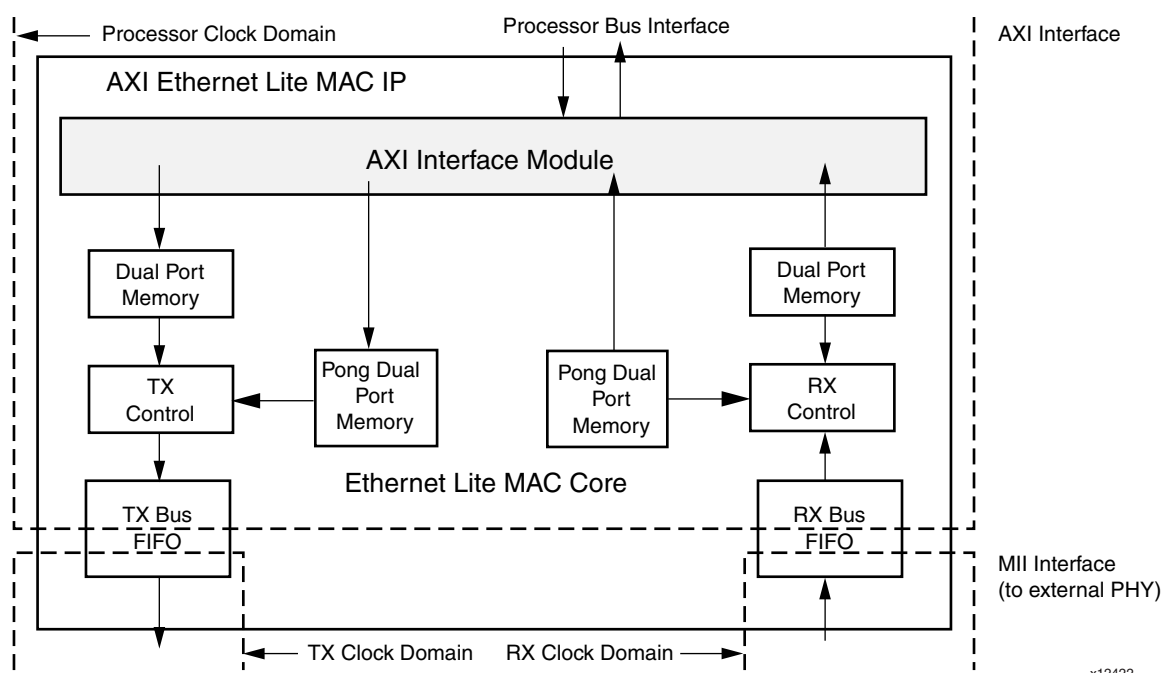 Processor Clock Domain
Processor Bus Interface
AXI Interface
AXI Ethernet Lite MAC IP
AXI Interface Module
Dual Port
Memory
Dual Port
Memory
TX
Control
Pong Dual
Port
Memory
Pong Dual
Port
Memory
RX
Control
Ethernet Lite MAC Core
TX Bus
FIFO
RX Bus
FIFO
MII Interface
(to external PHY)
TX Clock Domain
RX Clock Domain